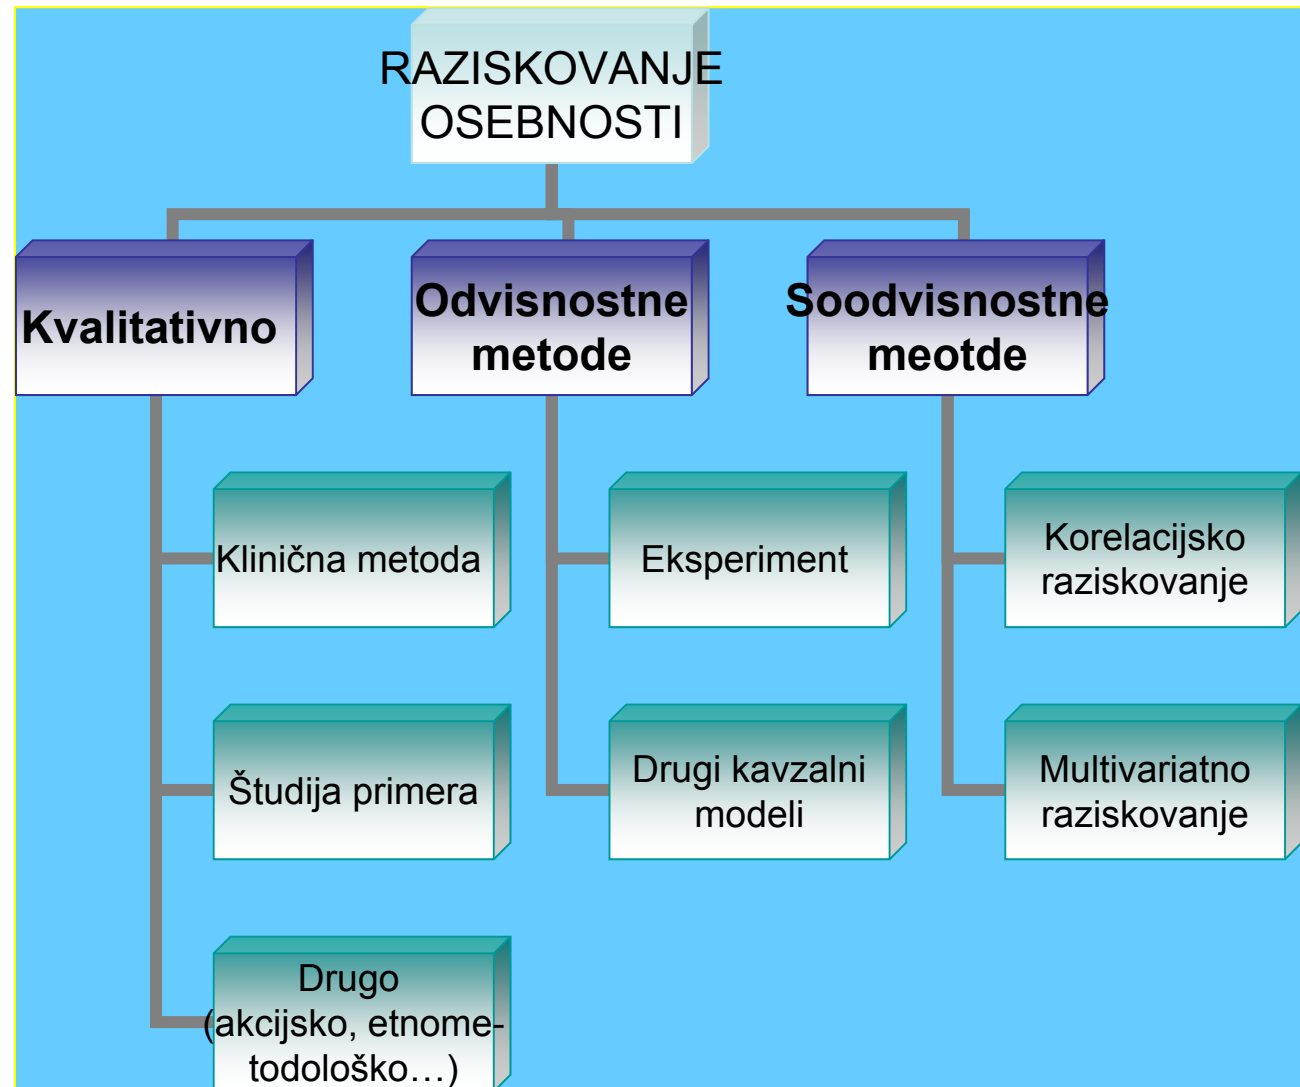 RAZISKOVANJE
OSEBNOSTI
Kvalitativno
Odvisnostne
metode
Soodvisnostne
meotde
Klinična metoda
Eksperiment
Korelacijsko
raziskovanje
Študija primera
Drugi kavzalni
modeli
Multivariatno
raziskovanje
Drugo
(akcijsko, etnome-
todološko…)